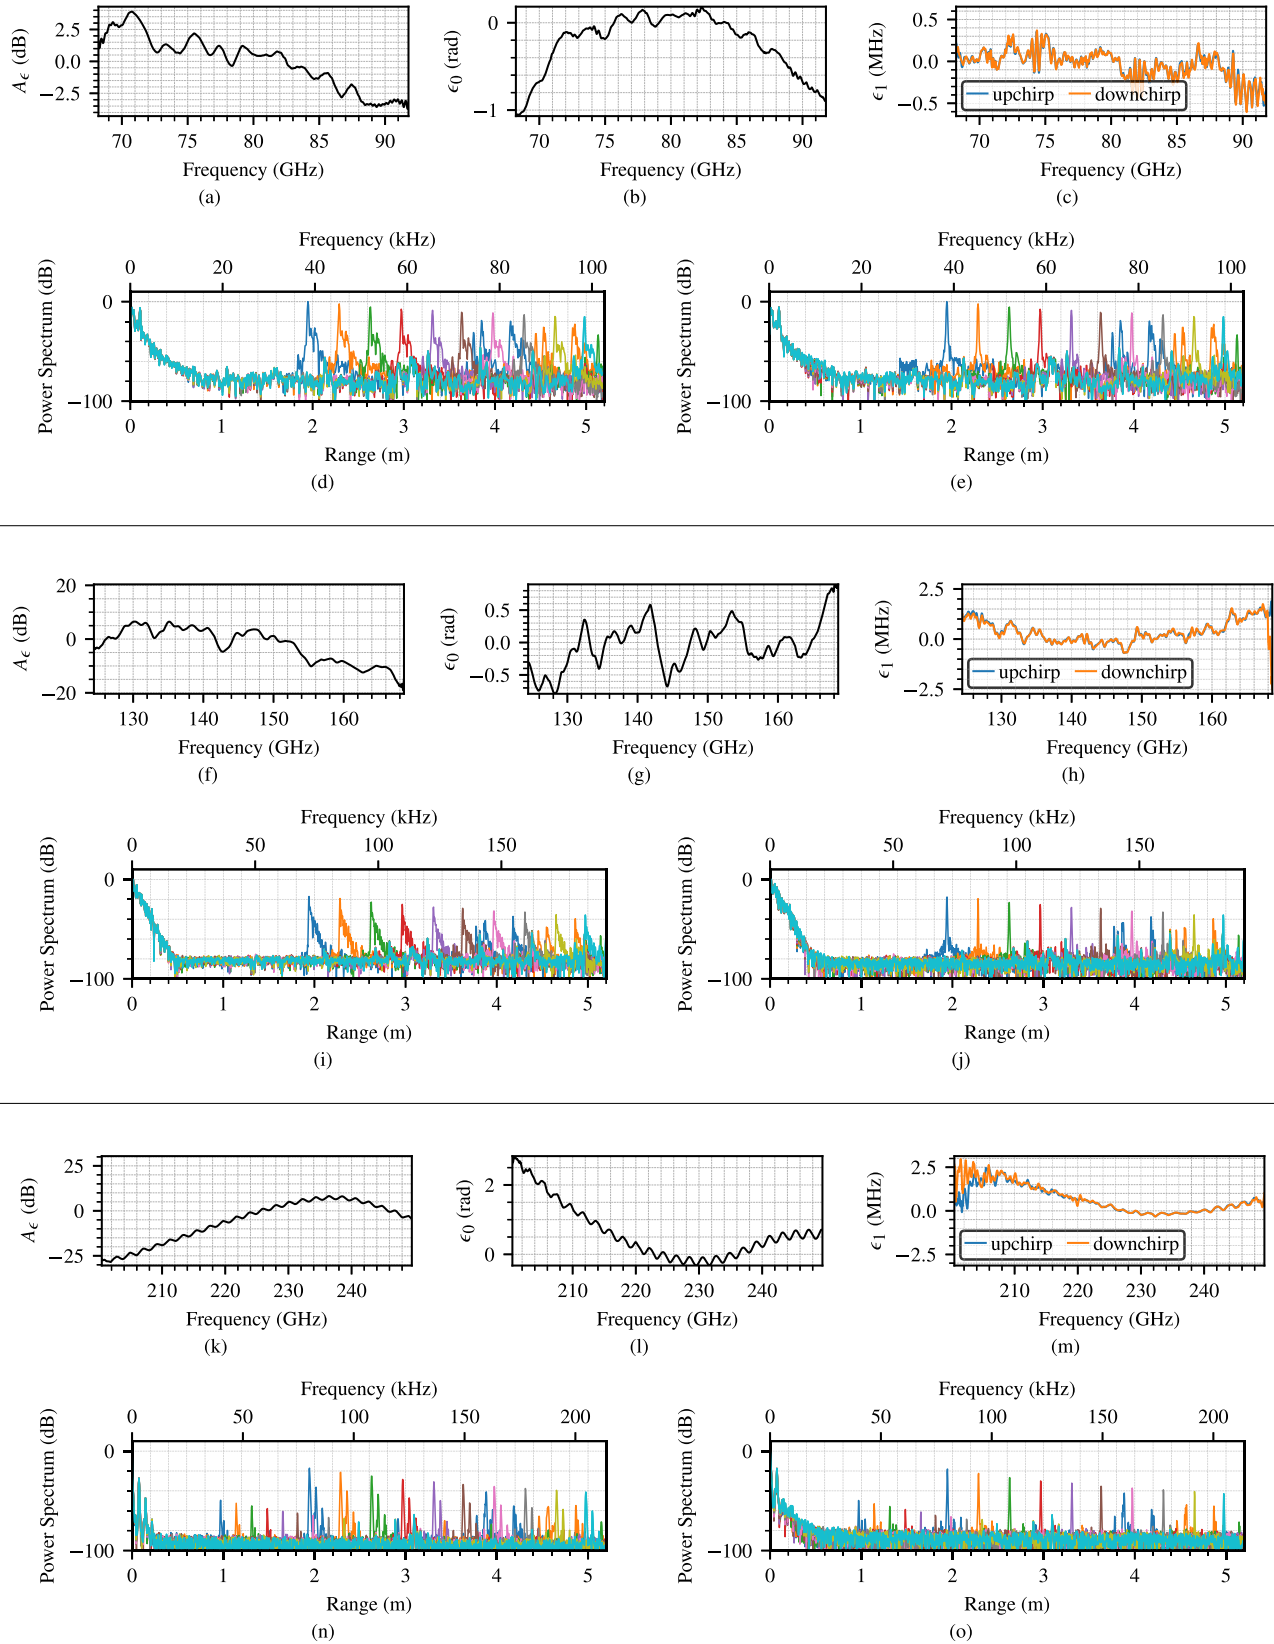 2.5
0.0
−2.5
A_ϵ (dB)
70 75 80 85 90
Frequency (GHz)
(a)
0
−1
ϵ_0 (rad)
70 75 80 85 90
Frequency (GHz)
(b)
0.5
0.0
−0.5
ϵ_1 (MHz)
upchirp downchirp
70 75 80 85 90
Frequency (GHz)
(c)
Frequency (kHz)
0 20 40 60 80 100
Power Spectrum (dB)
0
−100
0 1 2 3 4 5
Range (m)
(d)
Frequency (kHz)
0 20 40 60 80 100
Power Spectrum (dB)
0
−100
0 1 2 3 4 5
Range (m)
(e)
20
0
−20
A_ϵ (dB)
130 140 150 160
Frequency (GHz)
(f)
0.5
0.0
−0.5
ϵ_0 (rad)
130 140 150 160
Frequency (GHz)
(g)
2.5
0.0
−2.5
ϵ_1 (MHz)
upchirp downchirp
130 140 150 160
Frequency (GHz)
(h)
Frequency (kHz)
0 50 100 150
Power Spectrum (dB)
0
−100
0 1 2 3 4 5
Range (m)
(i)
Frequency (kHz)
0 50 100 150
Power Spectrum (dB)
0
−100
0 1 2 3 4 5
Range (m)
(j)
25
0
−25
A_ϵ (dB)
210 220 230 240
Frequency (GHz)
(k)
2
0
ϵ_0 (rad)
210 220 230 240
Frequency (GHz)
(l)
2.5
0.0
−2.5
ϵ_1 (MHz)
upchirp downchirp
210 220 230 240
Frequency (GHz)
(m)
Frequency (kHz)
0 50 100 150 200
Power Spectrum (dB)
0
−100
0 1 2 3 4 5
Range (m)
(n)
Frequency (kHz)
0 50 100 150 200
Power Spectrum (dB)
0
−100
0 1 2 3 4 5
Range (m)
(o)